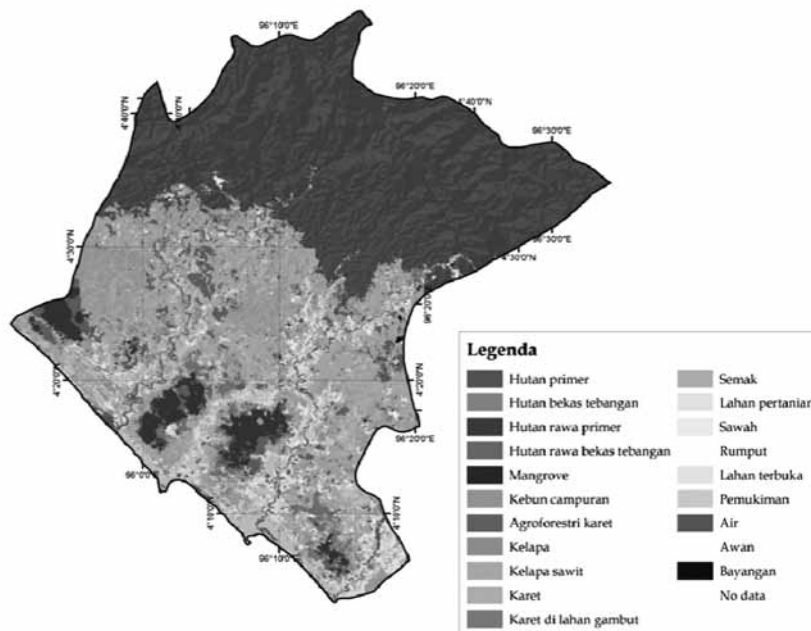 96°10'0"E
96°20'0"E
4°40'0"N
4°40'0"N
96°30'0"E
96°30'0"E
4°30'0"N
4°30'0"N
96°20'0"E
4°20'0"N
96°20'0"E
96°0'0"E
4°10'0"N
4°10'0"N
96°10'0"E
Legenda
Hutan primer
Hutan bekas tebangan
Hutan rawa primer
Hutan rawa bekas tebangan
Mangrove
Kebun campuran
Agroforestri karet
Kelapa
Kelapa sawit
Karet
Karet di lahan gambut
Semak
Lahan pertanian
Sawah
Rumput
Lahan terbuka
Pemukiman
Air
Awan
Bayangan
No data